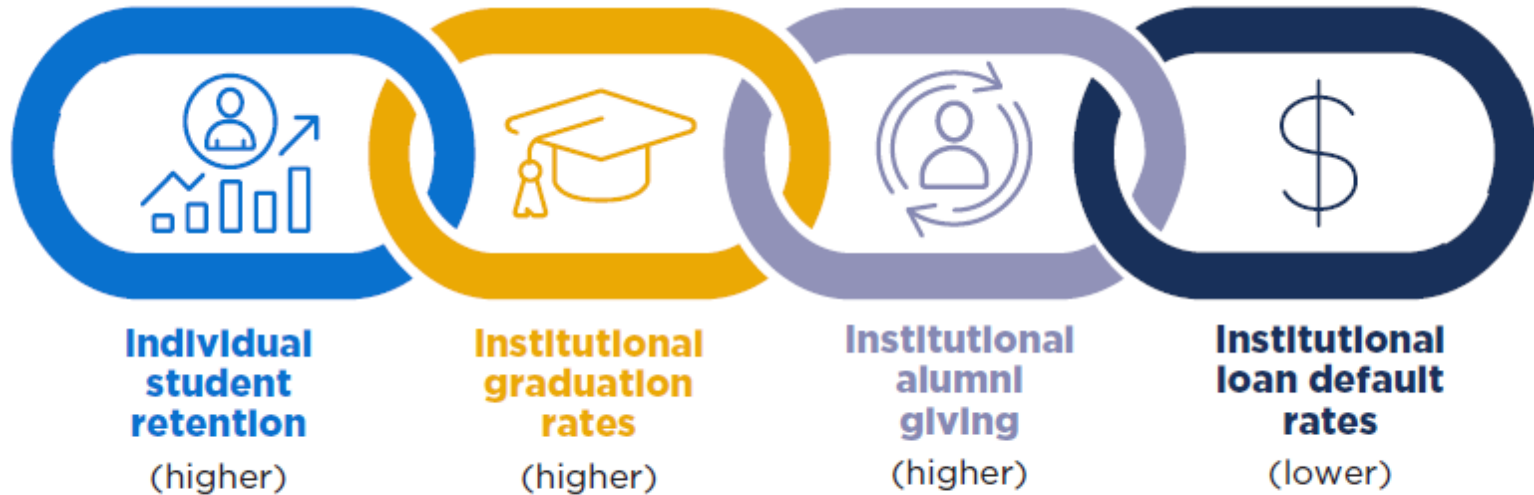 Individual
student
retention
(higher)
Institutional
graduation
rates
(higher)
Institutional
alumni
giving
(higher)
Institutional
loan default
rates
(lower)
$